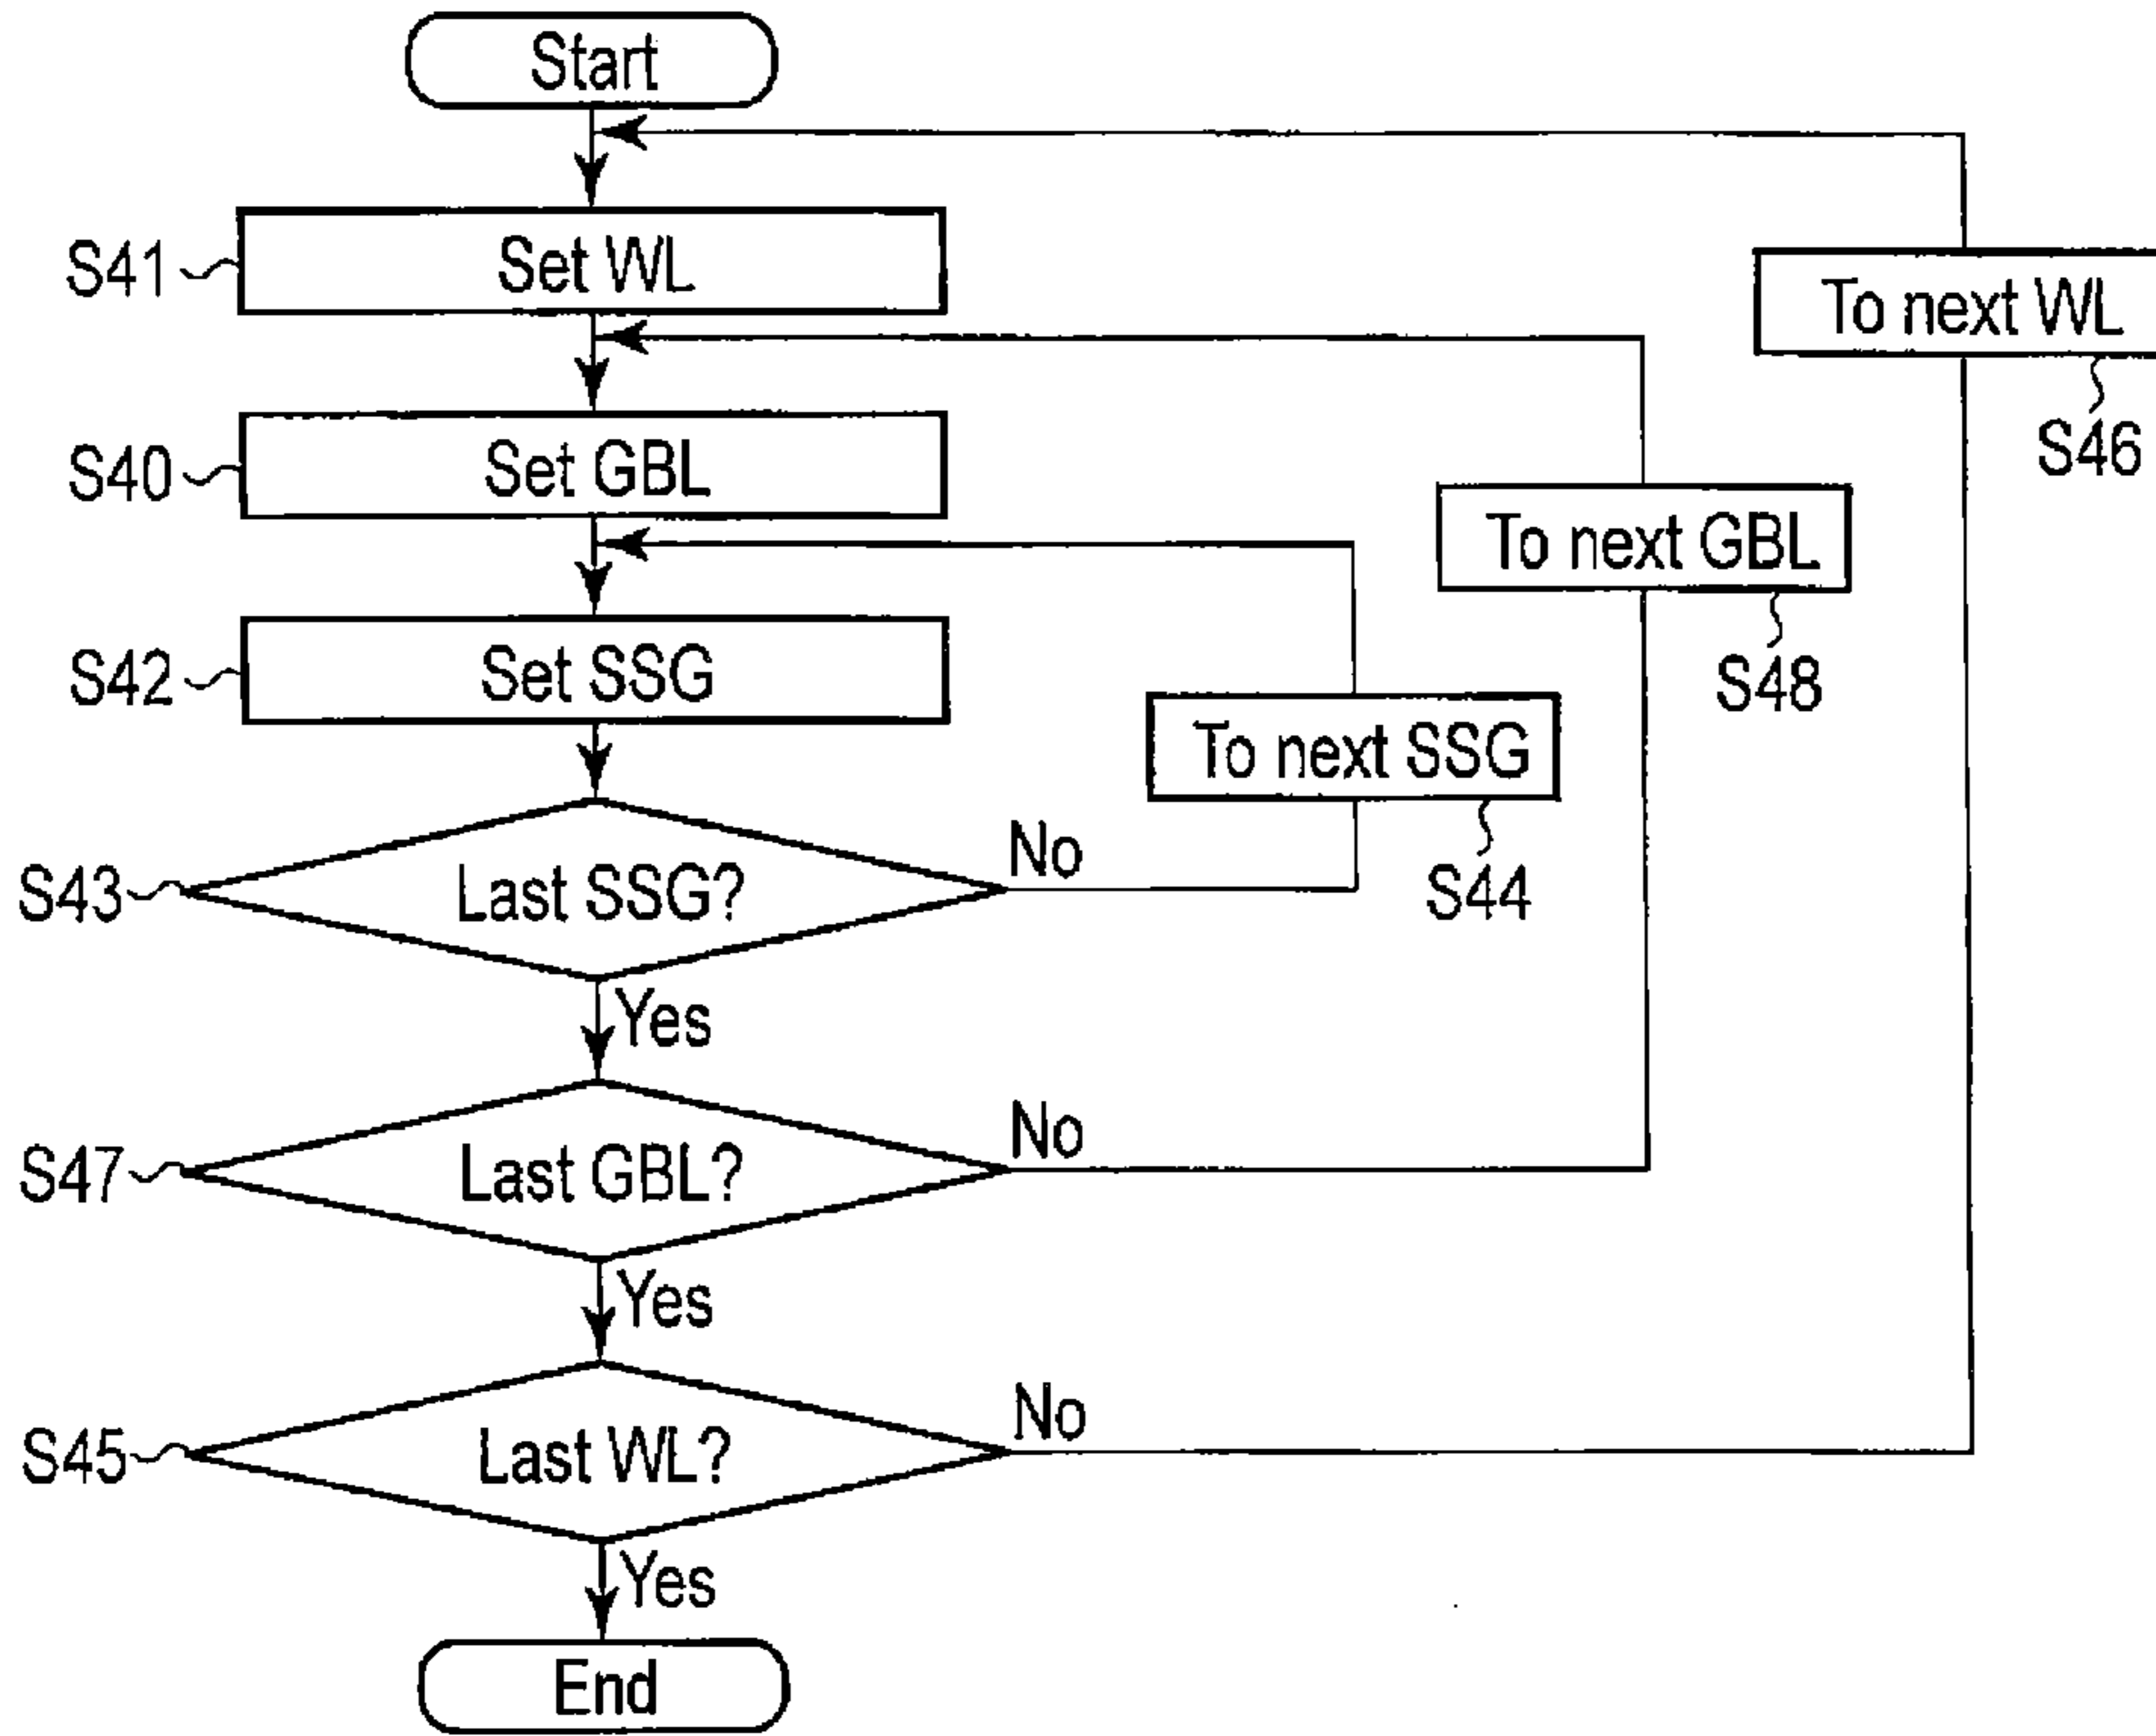 Start
S41
Set WL
To next WL
S46
S40
Set GBL
To next GBL
S48
S42
Set SSG
To next SSG
S44
S43
Last SSG?
No
Yes
S47
Last GBL?
No
Yes
S45
Last WL?
No
Yes
End